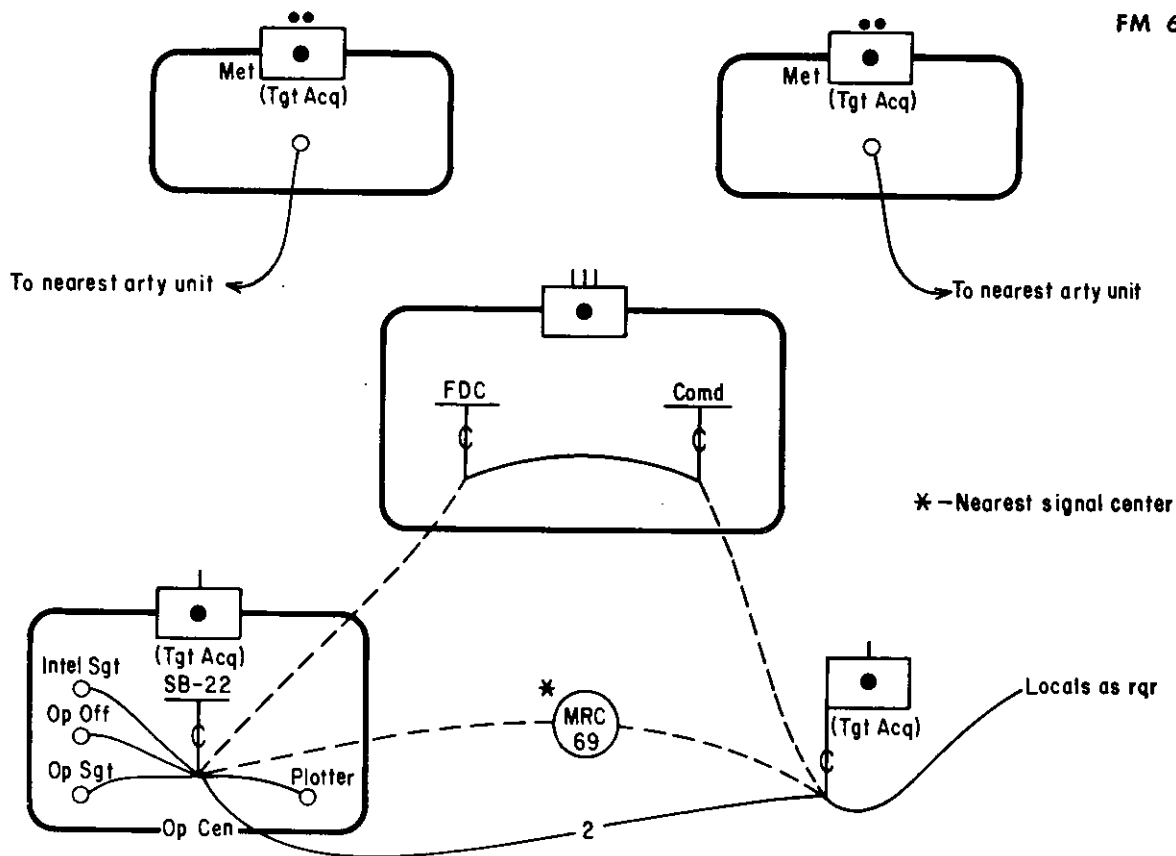 FM 6
Met
(Tgt Acq)
Met
(Tgt Acq)
To nearest arty unit
To nearest arty unit
FDC
Comd
* - Nearest signal center
(Tgt Acq)
SB-22
Intel Sgt
Op Off
Op Sgt
Plotter
Op Cen
*
MRC
69
2
(Tgt Acq)
Locals as rqr